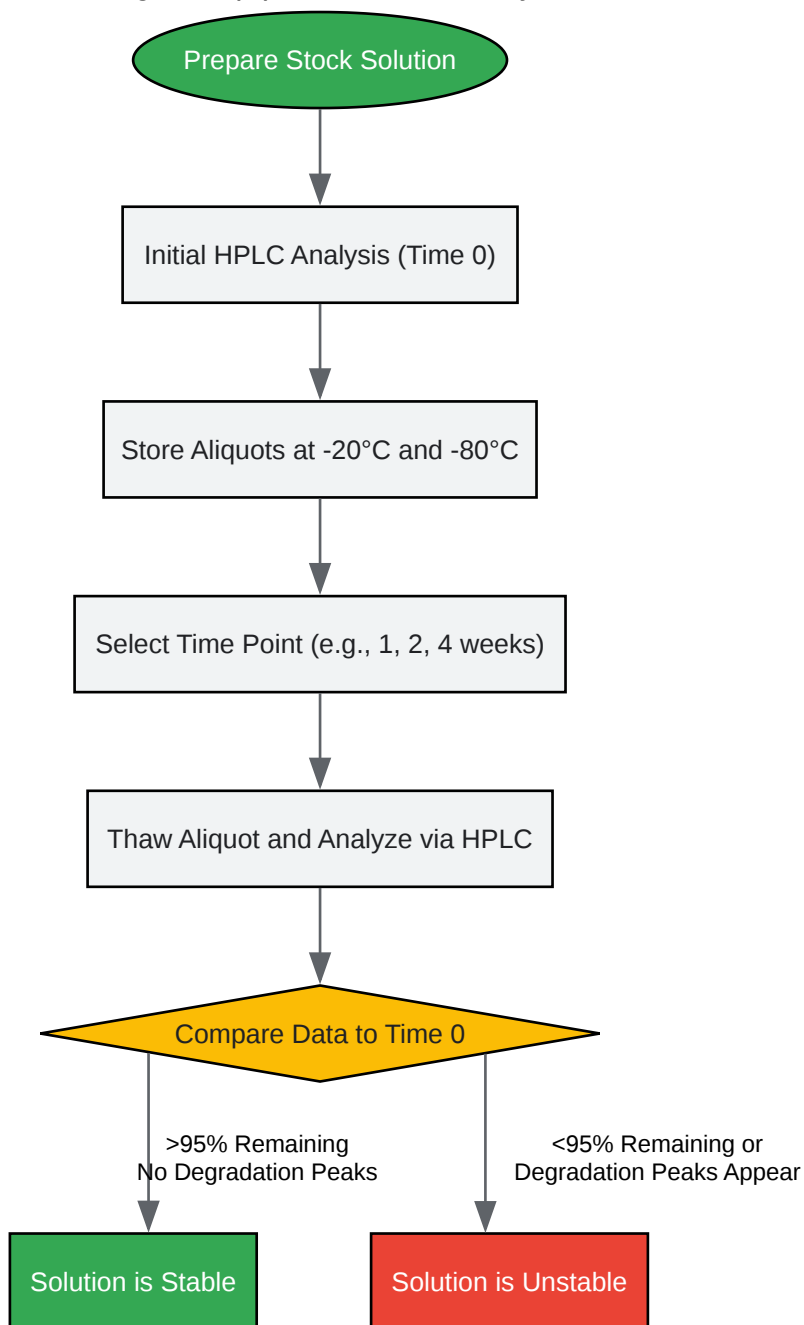 Prepare Stock Solution
Initial HPLC Analysis (Time 0)
Store Aliquots at -20°C and -80°C
Select Time Point (e.g., 1, 2, 4 weeks)
Thaw Aliquot and Analyze via HPLC
Compare Data to Time 0
>95% Remaining
No Degradation Peaks
<95% Remaining or
Degradation Peaks Appear
Solution is Stable
Solution is Unstable